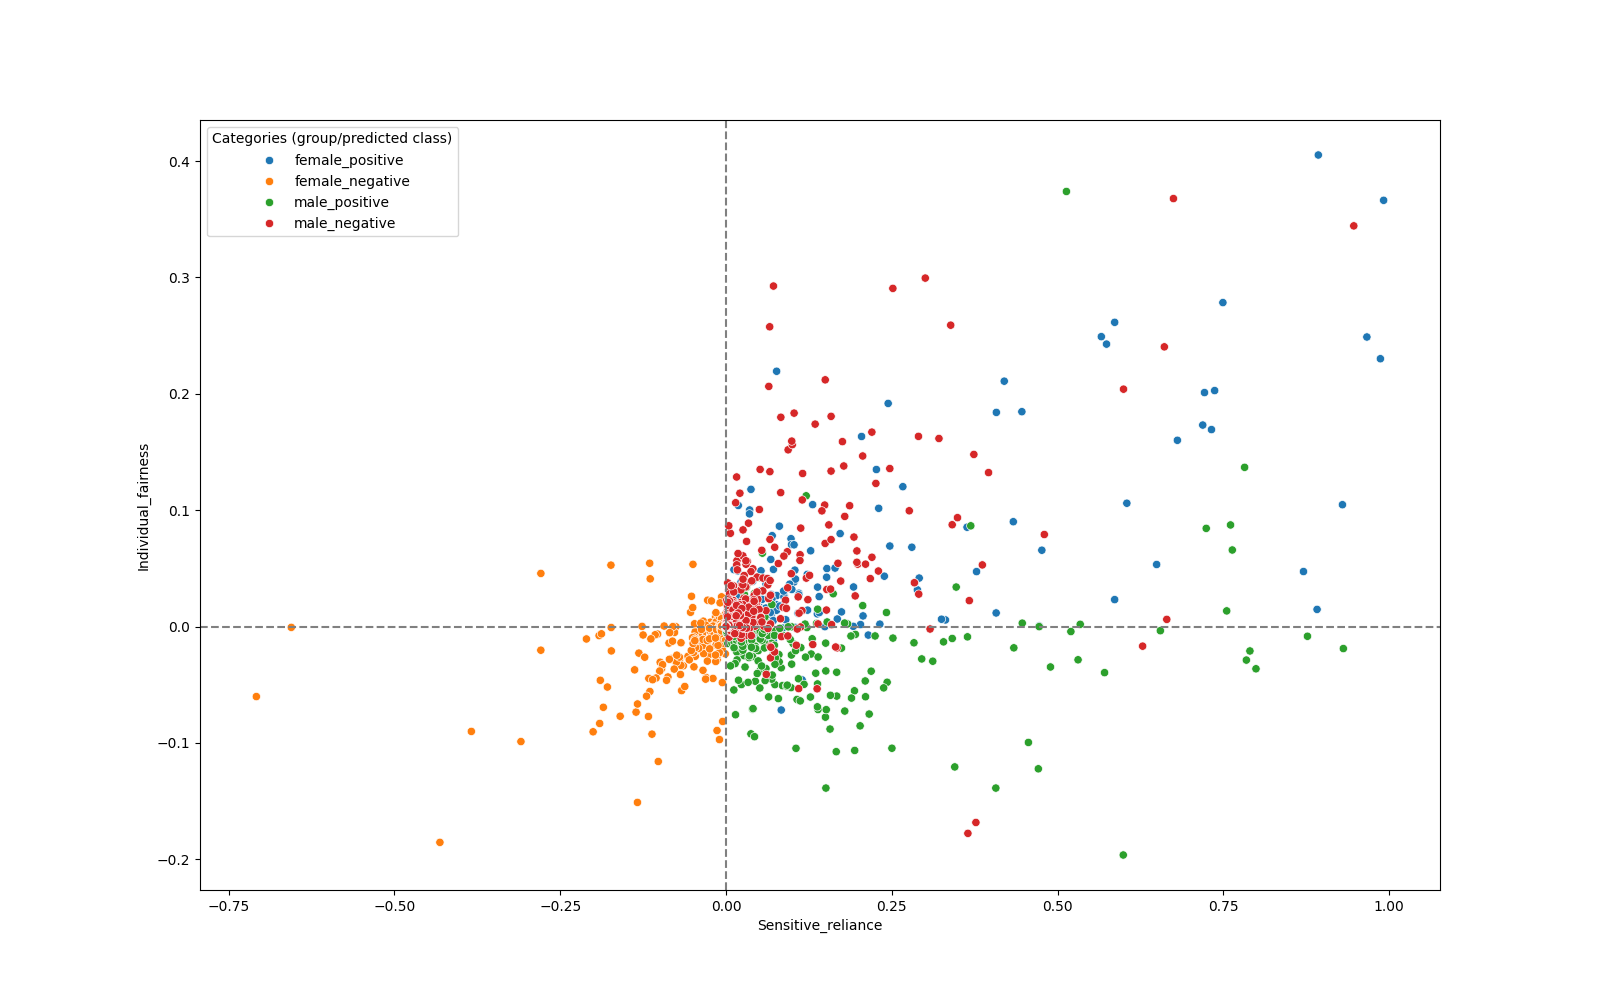 Categories (group/predicted class)
female_positive
female_negative
male_positive
male_negative
0.4
0.3
0.2
0.1
0.0
−0.1
−0.2
Individual_fairness
−0.75
−0.50
−0.25
0.00
0.25
0.50
0.75
1.00
Sensitive_reliance